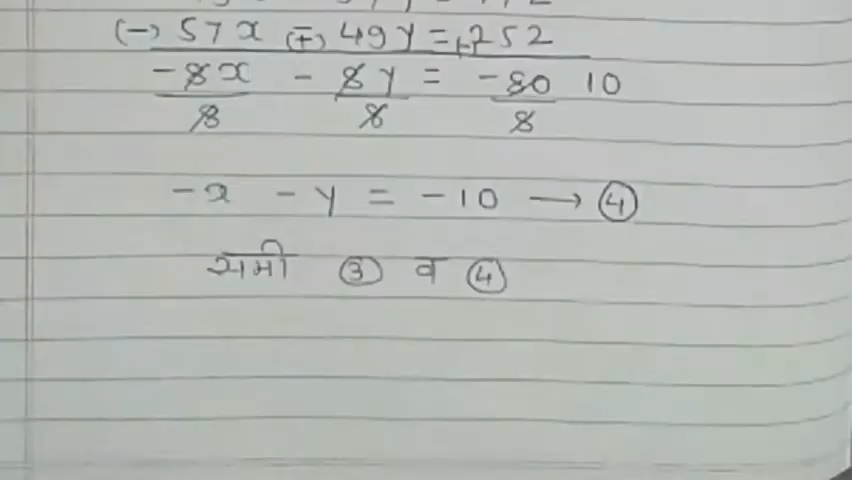 (-) 57x (∓) 49y = +252
-8x - 8y = -80 10
8 8 8
-x - y = -10 → ④
समी ③ व ④